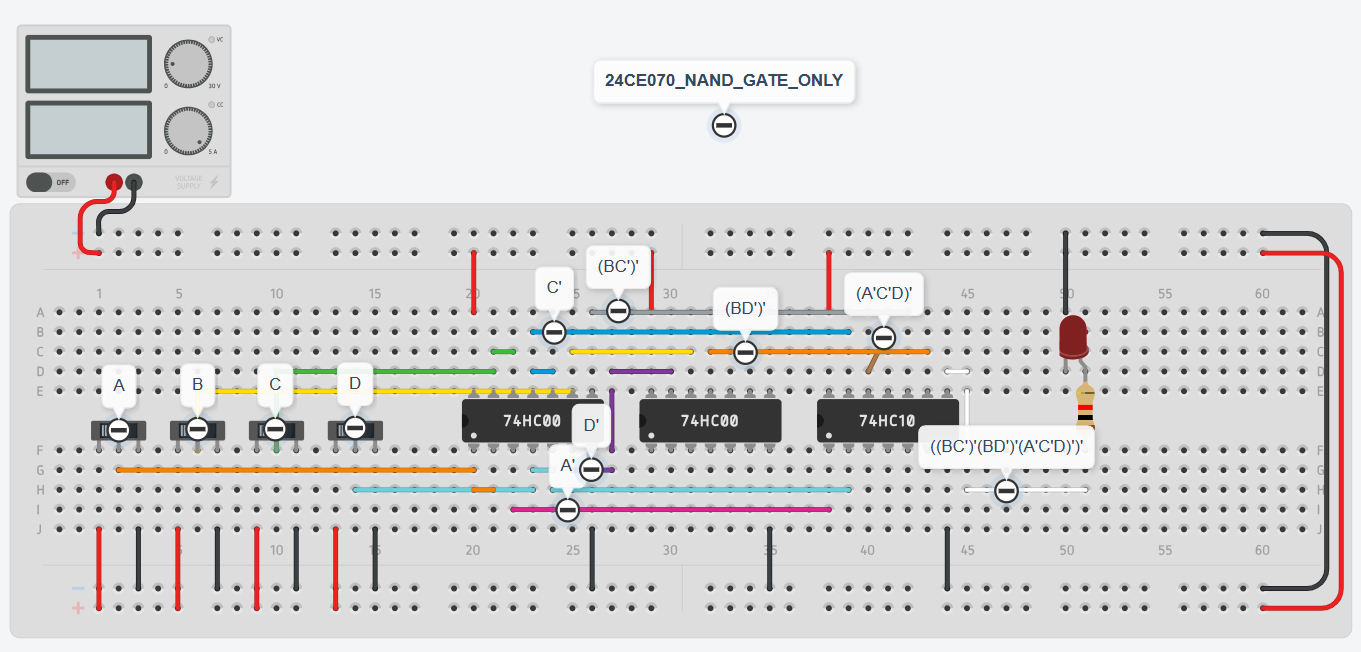 VC
0 30 V
CC
0 5 A
OFF
VOLTAGE
SUPPLY
24CE070_NAND_GATE_ONLY
(BC')'
C'
(BD')'
(A'C'D)'
1 5 10 15 20 25 30 35 40 45 50 55 60
A A
B B
C C
D D
E E
A B C D
74HC00 74HC00 74HC10
D'
((BC')'(BD')'(A'C'D)')'
A'
F F
G G
H H
I I
J J
1 5 10 15 20 25 30 35 40 45 50 55 60